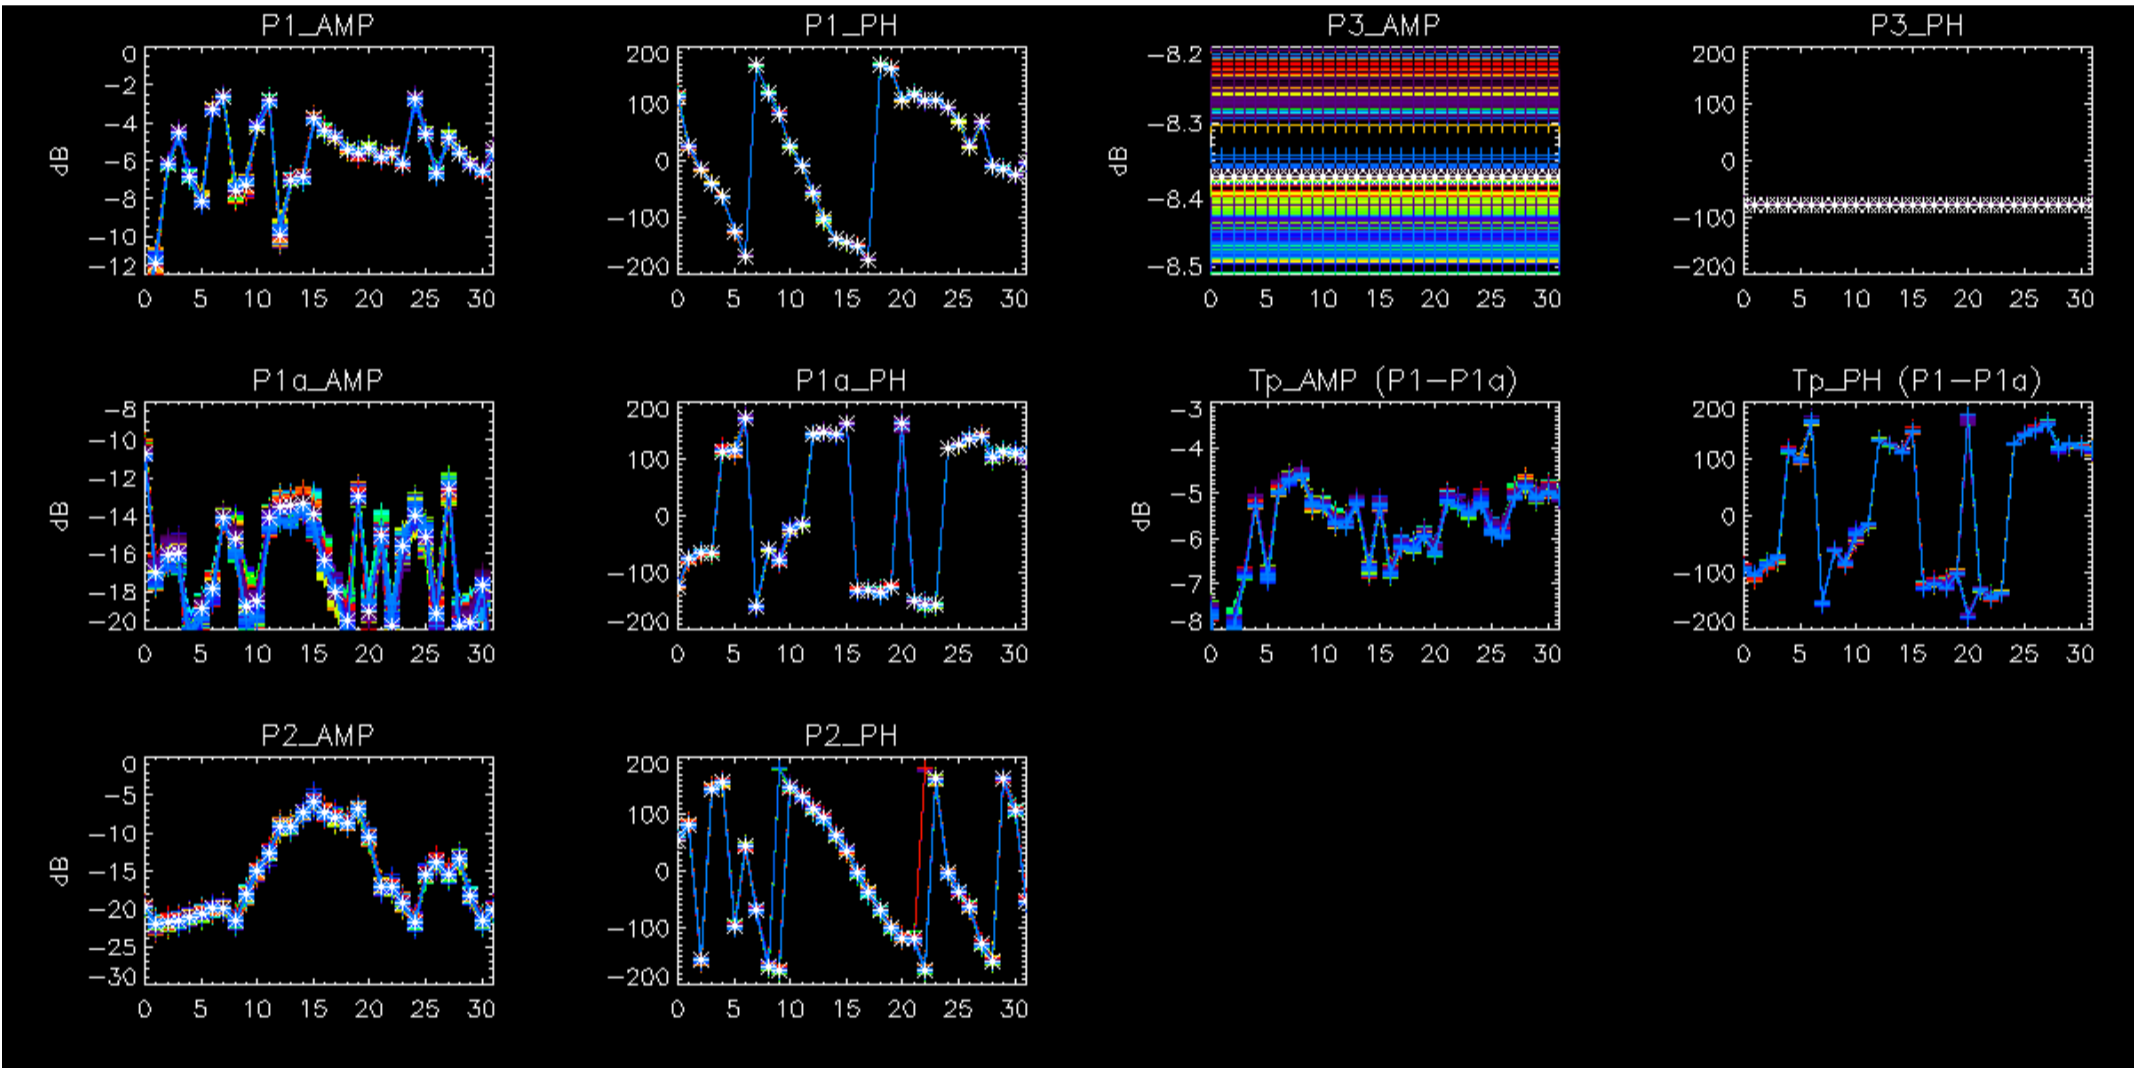 P1_AMP
P1_PH
P3_AMP
P3_PH
0
-2
-4
-6
-8
-10
-12
dB
0 5 10 15 20 25 30
200
100
0
-100
-200
0 5 10 15 20 25 30
-8.2
-8.3
-8.4
-8.5
dB
0 5 10 15 20 25 30
200
100
0
-100
-200
0 5 10 15 20 25 30
P1a_AMP
P1a_PH
Tp_AMP (P1-P1a)
Tp_PH (P1-P1a)
-8
-10
-12
-14
-16
-18
-20
dB
0 5 10 15 20 25 30
200
100
0
-100
-200
0 5 10 15 20 25 30
-3
-4
-5
-6
-7
-8
dB
0 5 10 15 20 25 30
200
100
0
-100
-200
0 5 10 15 20 25 30
P2_AMP
P2_PH
0
-5
-10
-15
-20
-25
-30
dB
0 5 10 15 20 25 30
200
100
0
-100
-200
0 5 10 15 20 25 30